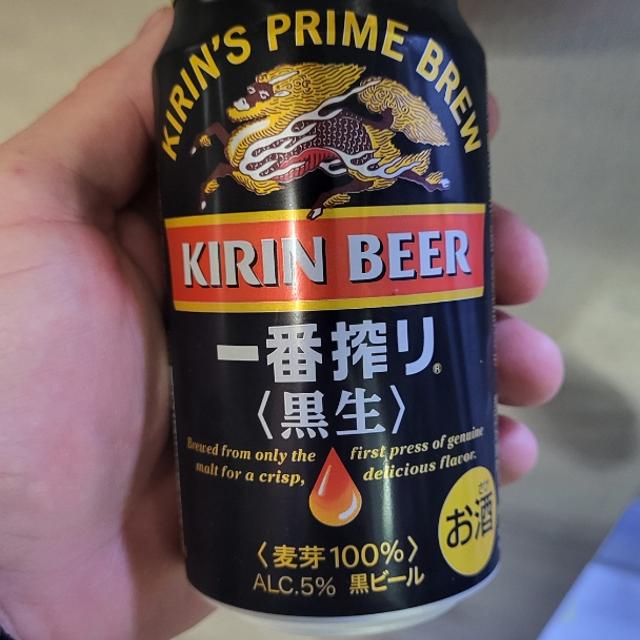 KIRIN'S PRIME BREW
KIRIN BEER
一番搾り®
〈黒生〉
Brewed from only the first press of genuine
malt for a crisp, delicious flavor.
お酒
〈麦芽100%〉
ALC.5% 黒ビール